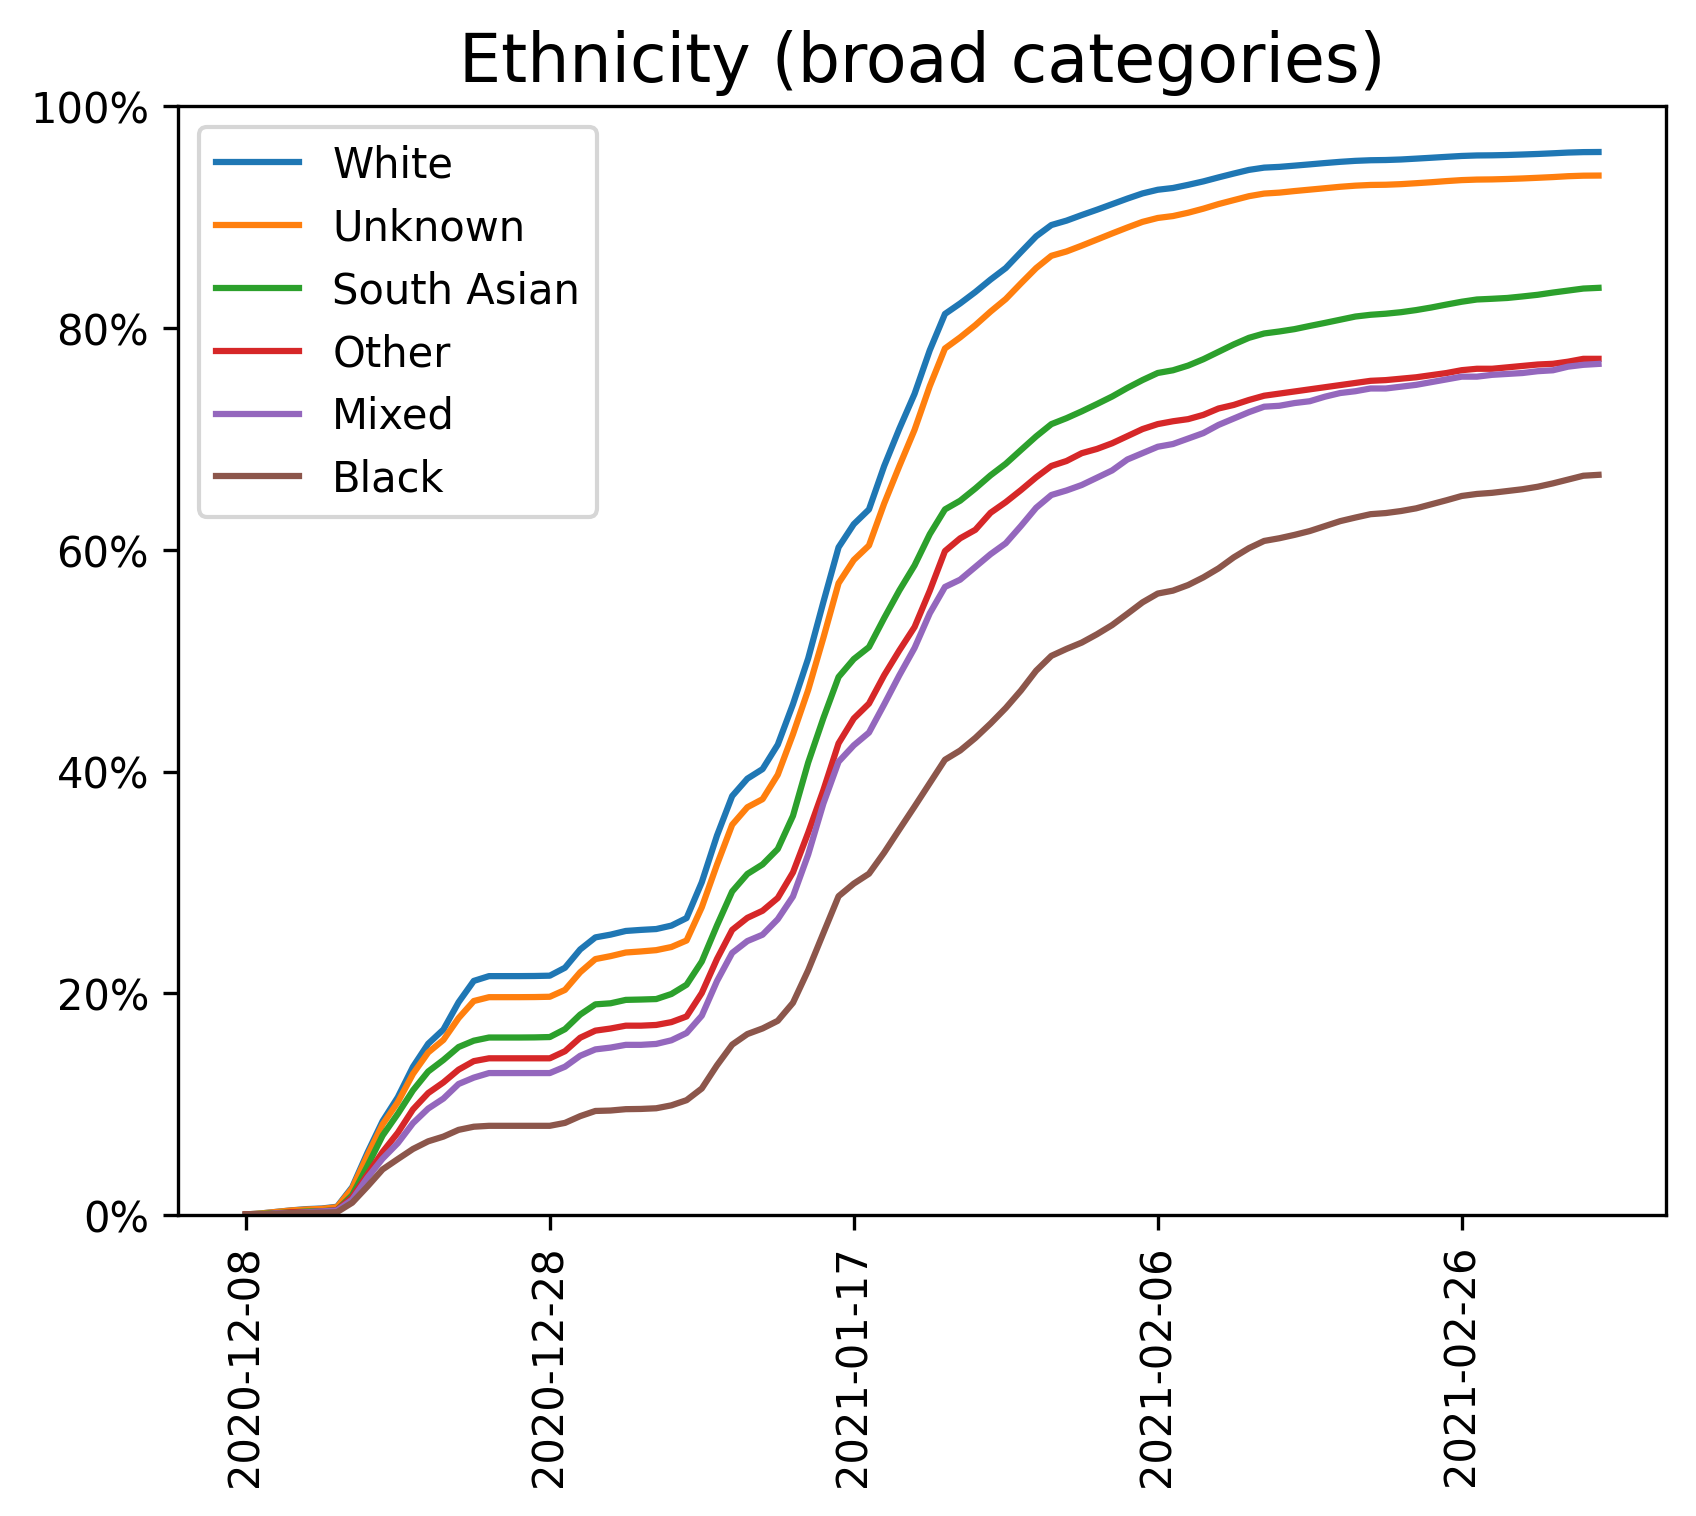 Ethnicity (broad categories)
100%
80%
60%
40%
20%
0%
White
Unknown
South Asian
Other
Mixed
Black
2020-12-08
2020-12-28
2021-01-17
2021-02-06
2021-02-26